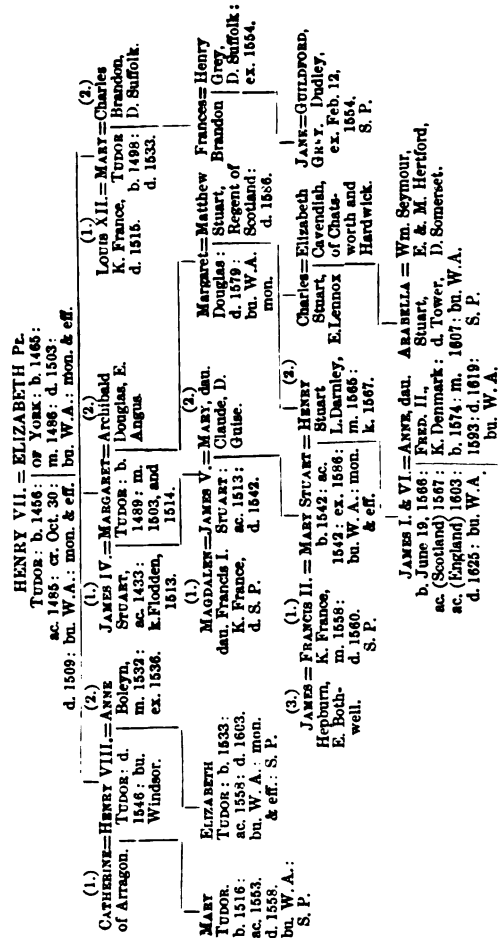 HENRY VII. = ELIZABETH Pl.
TUDOR: b. 1456
ac. 1485: cr. Oct. 30:
d. 1509: bu. W.A.: mon. & eff.
OF YORK: b. 1465:
m. 1486: d. 1503:
bu. W.A.: mon. & eff.
(1.)
CATHERINE=HENRY VIII.=ANNE
of Arragon.
TUDOR: d.
1546: bu.
Windsor.
(2.)
Boleyn,
m. 1532:
ex. 1536.
(1.)
JAMES IV.=MARGARET=Archibald
STUART,
ac. 1433:
k. Flodden,
1513.
TUDOR: b.
1489: m.
1503, and
1514.
(2.)
Douglas, E.
Angus.
(1.)
LOUIS XII.=MARY=Charles
K. France,
d. 1515.
TUDOR
b. 1498:
d. 1533.
(2.)
Brandon,
D. Suffolk.
MARY
TUDOR.
b. 1516:
ac. 1553.
d. 1558.
bu. W.A.:
S. P.
ELIZABETH
TUDOR: b. 1533:
ac. 1558: d. 1603.
bu. W. A.: mon.
& eff.: S. P.
(1.)
MAGDALEN=JAMES V.=MARY, dau.
dau. Francis I.
K. France,
d. S. P.
STUART:
ac. 1513:
d. 1542.
(2.)
Claude, D.
Guise.
Margaret=Matthew
Douglas:
d. 1579:
bu. W.A.
mon.
Stuart,
Regent of
Scotland:
d. 1586.
Frances=Henry
Brandon
Grey,
D. Suffolk:
ex. 1554.
(3.)
JAMES=FRANCIS II.=MARY STUART=HENRY
Hepburn,
E. Both-
well.
(1.)
K. France,
m. 1558:
d. 1560.
S. P.
b. 1542: ac.
1542: ex. 1586:
bu. W. A.: mon.
& eff.
(2.)
Stuart
L. Darnley,
m. 1565:
k. 1567.
Charles=Elizabeth
Stuart,
E. Lennox
Cavendish,
of Chats-
worth and
Hardwick.
JANE=GUILDFORD,
GREY.
Dudley,
ex. Feb. 12,
1554.
S. P.
JAMES I. & VI.=ANNE, dau.
b. June 19, 1566:
ac. (Scotland) 1567:
ac. (England) 1603
d. 1625: bu. W.A
FRED. II.,
K. Denmark:
b. 1574: m.
1593: d. 1619:
bu. W. A.
ARABELLA=Wm. Seymour,
Stuart,
d. Tower,
1607: bu. W.A.
S. P.
E. & M. Hertford,
D. Somerset.